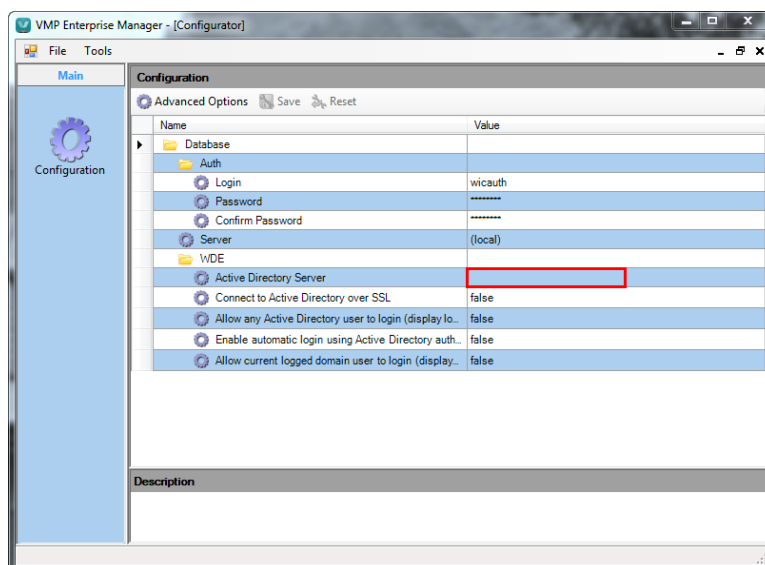 VMP Enterprise Manager - [Configurator]
File Tools
Main
Configuration
Configuration
Advanced Options Save Reset
Name Value
Database
Auth
Login wicauth
Password ********
Confirm Password ********
Server (local)
WDE
Active Directory Server
Connect to Active Directory over SSL false
Allow any Active Directory user to login (display lo... false
Enable automatic login using Active Directory auth... false
Allow current logged domain user to login (display... false
Description